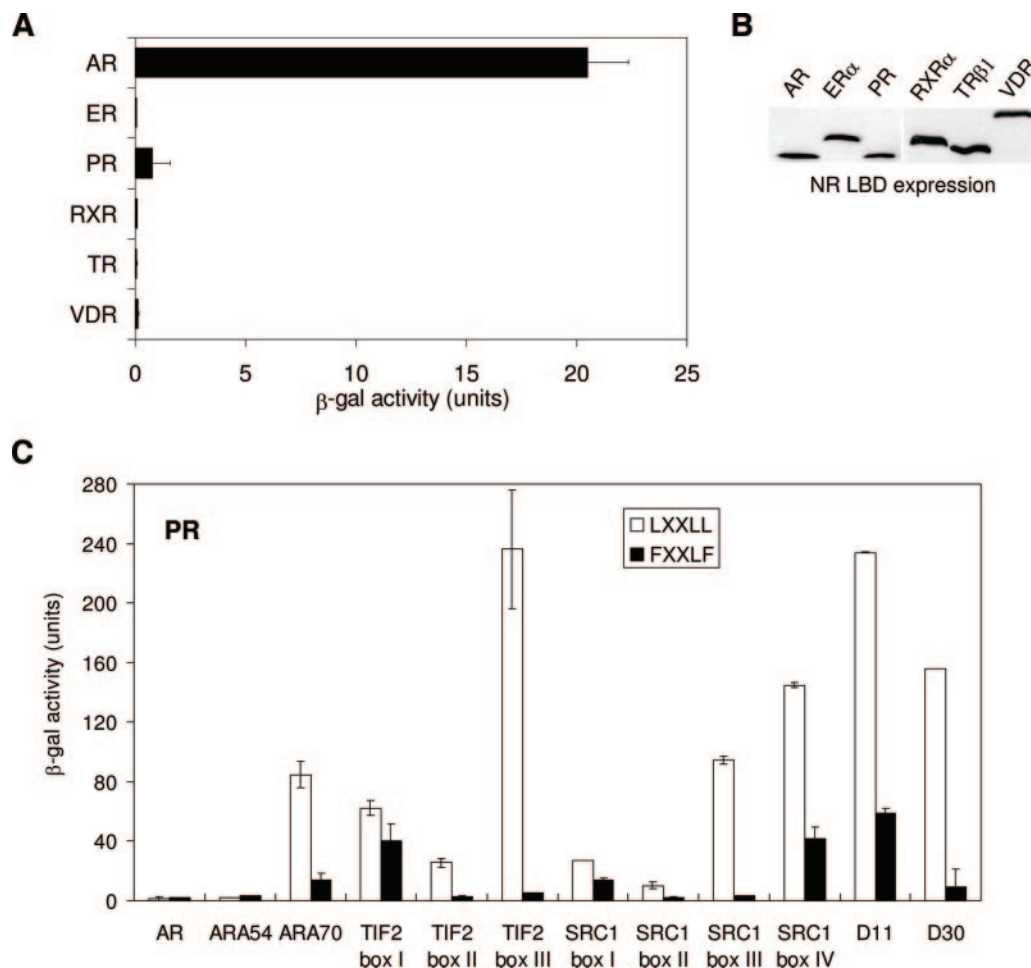 A
AR
ER
PR
RXR
TR
VDR
0 5 10 15 20 25
β-gal activity (units)
B
AR ERα PR RXRα TRβ1 VDR
NR LBD expression
C
PR
LXXLL
FXXLF
β-gal activity (units)
280
240
200
160
120
80
40
0
AR ARA54 ARA70 TIF2 TIF2 TIF2 SRC1 SRC1 SRC1 SRC1 D11 D30
box I box II box III box I box II box III box IV